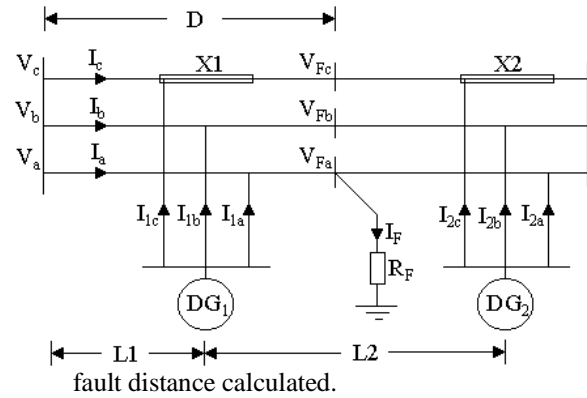 D
V_c I_c X1 V_Fc X2
V_b I_b V_Fb
V_a I_a V_Fa
I_1c I_1b I_1a I_F I_2c I_2b I_2a
R_F
DG_1 DG_2
L1 L2
fault distance calculated.